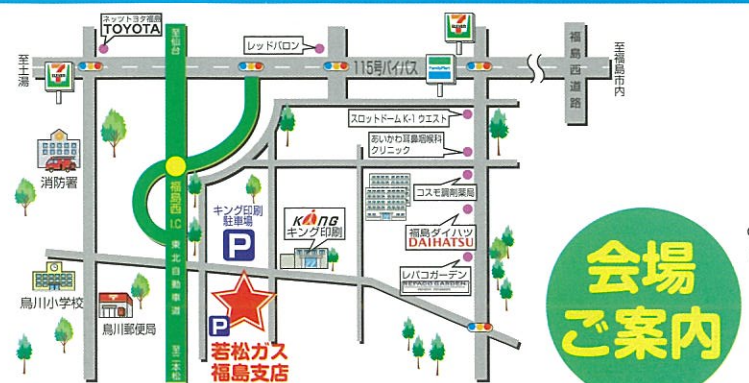 ネッツトヨタ福島
TOYOTA
至仙台
レッドバロン
115号バイパス
FamilyMart
福島西道路
至福島市内
至土湯
スロットドーム K-1 ウエスト
あいかわ耳鼻咽喉科
クリニック
消防署
福島西I.C
東北自動車道
至二本松
キング印刷
駐車場
P
KING
キング印刷
コスモ調剤薬局
福島ダイハツ
DAIHATSU
レパコガーデン
REPACO GARDEN
鳥川小学校
鳥川郵便局
P
若松ガス
福島支店
会場
ご案内